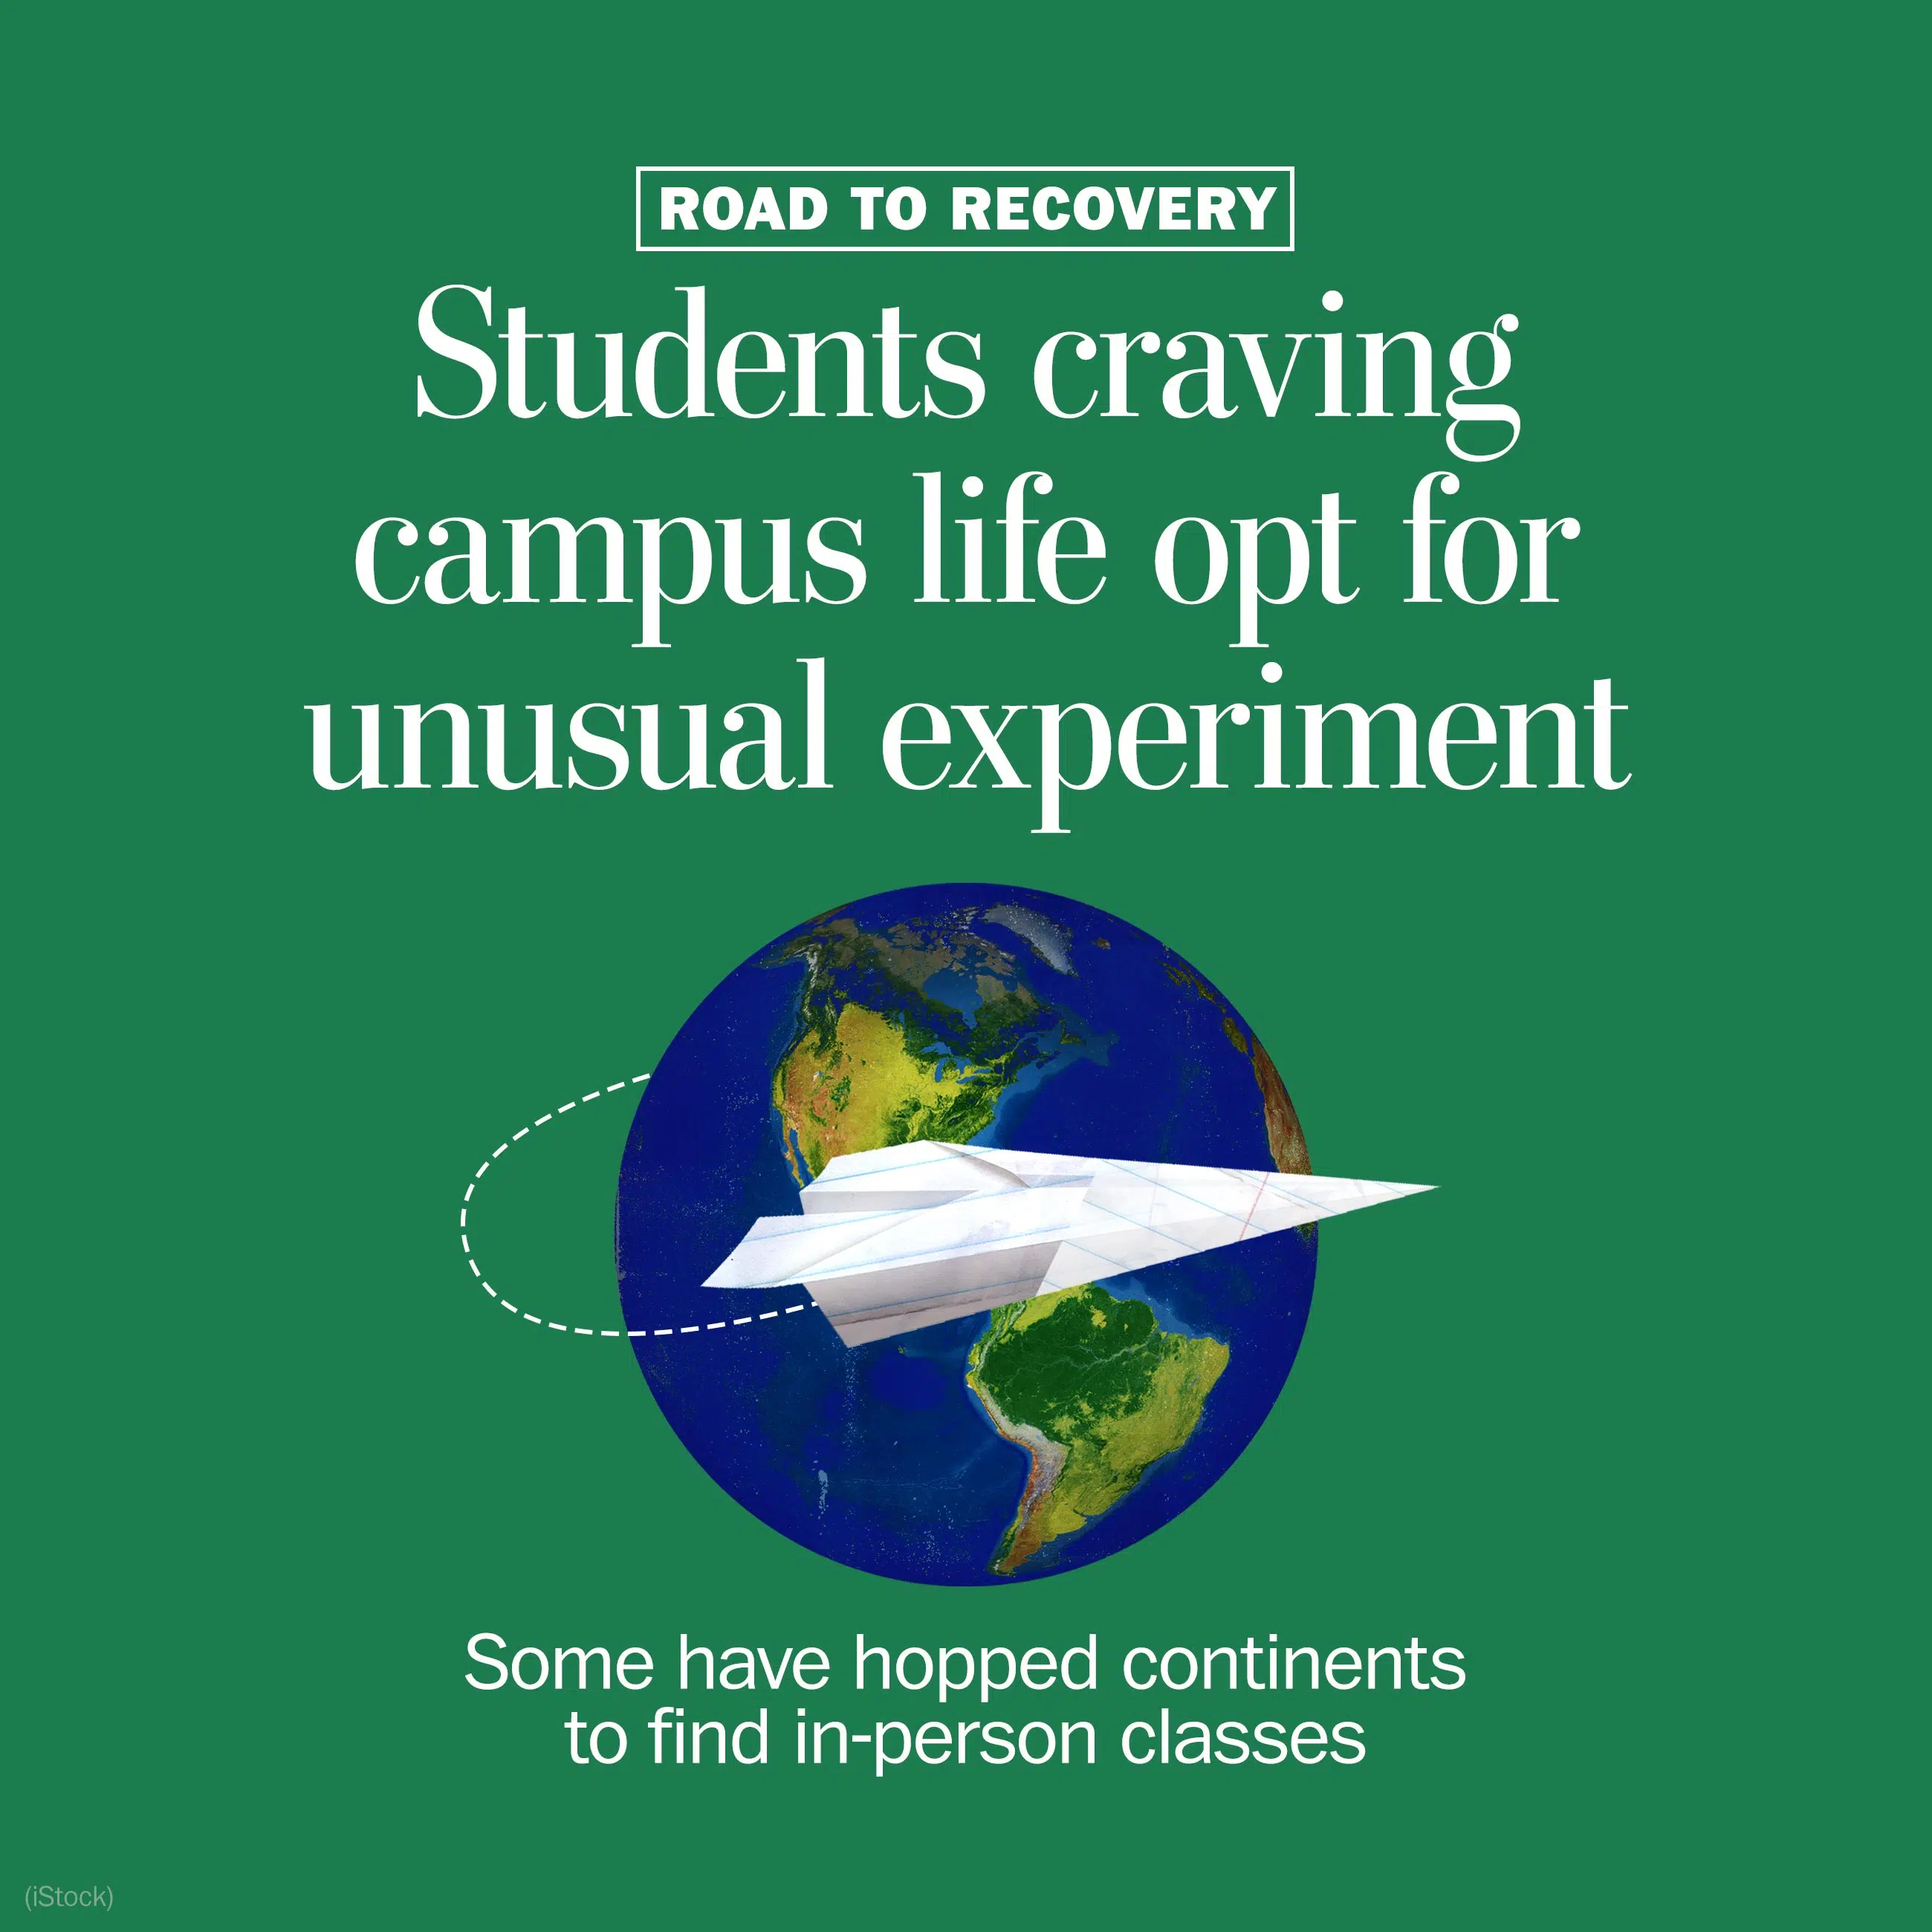 ROAD TO RECOVERY
Students craving
campus life opt for
unusual experiment
Some have hopped continents
to find in-person classes
(iStock)